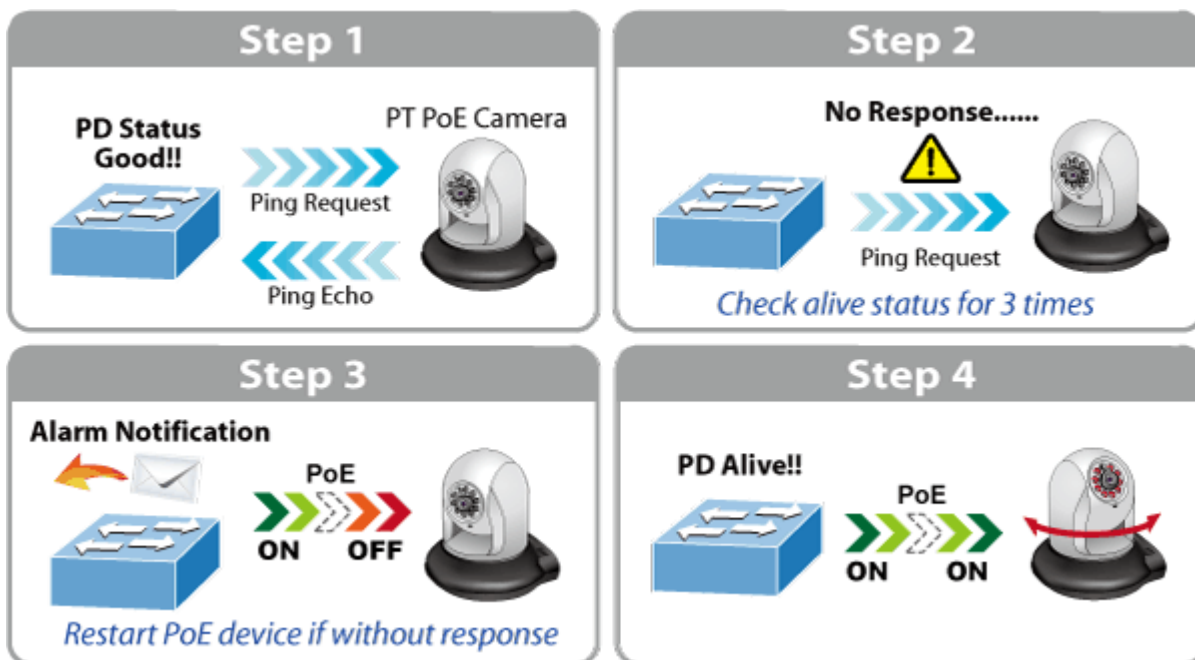 Step 1
PD Status
Good!!
PT PoE Camera
Ping Request
Ping Echo
Step 2
No Response......
Ping Request
Check alive status for 3 times
Step 3
Alarm Notification
PoE
ON OFF
Restart PoE device if without response
Step 4
PD Alive!!
PoE
ON ON